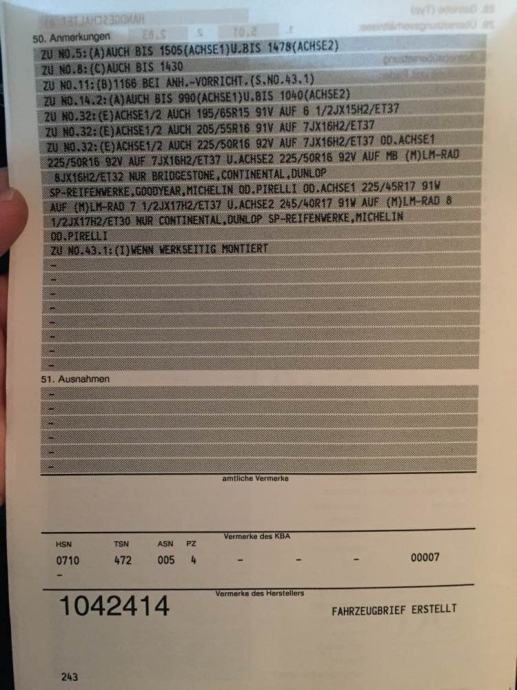 50. Anmerkungen
ZU NO.5:(A)AUCH BIS 1505(ACHSE1)U.BIS 1478(ACHSE2)
ZU NO.8:(C)AUCH BIS 1430
ZU NO.11:(B)1166 BEI ANH.-VORRICHT.(S.NO.43.1)
ZU NO.14.2:(A)AUCH BIS 990(ACHSE1)U.BIS 1040(ACHSE2)
ZU NO.32:(E)ACHSE1/2 AUCH 195/65R15 91V AUF 6 1/2JX15H2/ET37
ZU NO.32:(E)ACHSE1/2 AUCH 205/55R16 91V AUF 7JX16H2/ET37
ZU NO.32:(E)ACHSE1/2 AUCH 225/50R16 92V AUF 7JX16H2/ET37 OD.ACHSE1
225/50R16 92V AUF 7JX16H2/ET37 U.ACHSE2 225/50R16 92V AUF MB (M)LM-RAD
8JX16H2/ET32 NUR BRIDGESTONE,CONTINENTAL,DUNLOP
SP-REIFENWERKE,GOODYEAR,MICHELIN OD.PIRELLI OD.ACHSE1 225/45R17 91W
AUF (M)LM-RAD 7 1/2JX17H2/ET37 U.ACHSE2 245/40R17 91W AUF (M)LM-RAD 8
1/2JX17H2/ET30 NUR CONTINENTAL,DUNLOP SP-REIFENWERKE,MICHELIN
OD.PIRELLI
ZU NO.43.1:(I)WENN WERKSEITIG MONTIERT
–
–
–
–
–
–
–
51. Ausnahmen
–
–
–
–
–
–
amtliche Vermerke
Vermerke des KBA
HSN TSN ASN PZ
0710 472 005 4 – – – 00007
–
Vermerke des Herstellers
1042414 FAHRZEUGBRIEF ERSTELLT
243